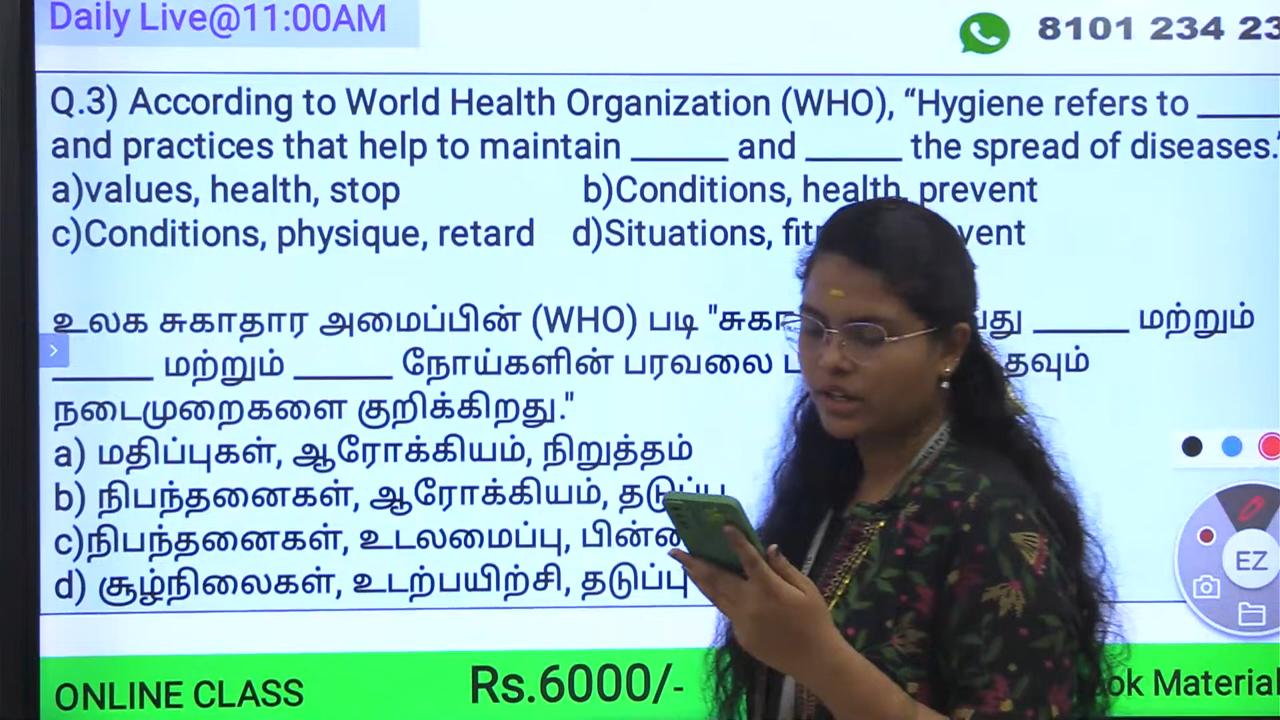 Daily Live@11:00AM
8101 234 23
Q.3) According to World Health Organization (WHO), “Hygiene refers to ______
and practices that help to maintain ______ and ______ the spread of diseases.”
a)values, health, stop b)Conditions, health, prevent
c)Conditions, physique, retard d)Situations,
உலக சுகாதார அமைப்பின் (WHO) படி ______ மற்றும்
______ மற்றும் ______ நோய்களின் பரவலை
நடைமுறைகளை குறிக்கிறது."
a) மதிப்புகள், ஆரோக்கியம், நிறுத்தம்
b) நிபந்தனைகள், ஆரோக்கியம், தடுப்பு
c)நிபந்தனைகள், உடலமைப்பு,
d) சூழ்நிலைகள், உடற்பயிற்சி, தடுப்பு
EZ
ONLINE CLASS Rs.6000/- Material